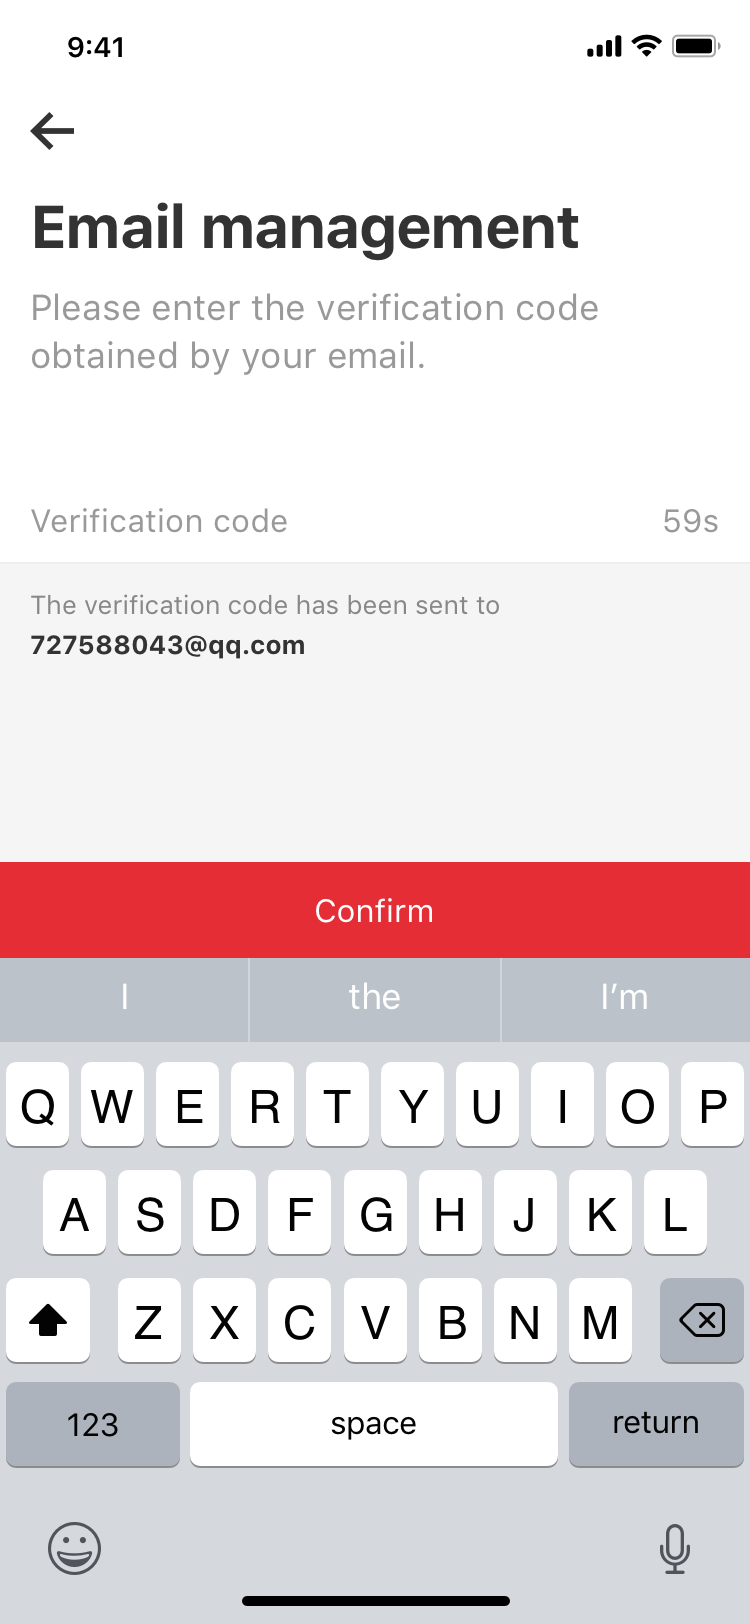 9:41
Email management
Please enter the verification code
obtained by your email.
Verification code 59s
The verification code has been sent to
727588043@qq.com
Confirm
I the I’m
Q W E R T Y U I O P
A S D F G H J K L
Z X C V B N M
123 space return